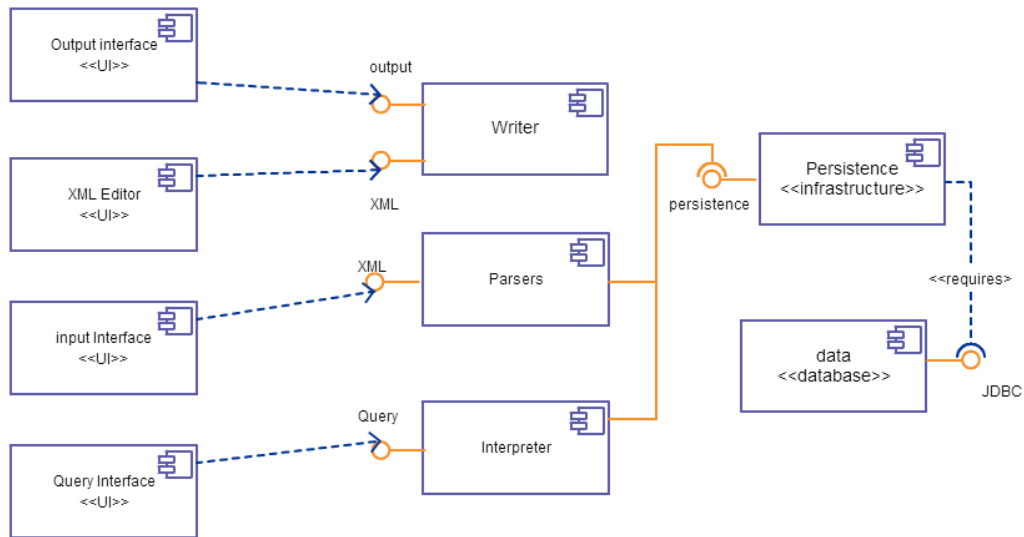 Output interface
<<UI>>
output
Writer
XML Editor
<<UI>>
XML
Persistence
<<infrastructure>>
persistence
XML
Parsers
<<requires>
input Interface
<<UI>>
data
<<database>>
JDBC
Query
Interpreter
Query Interface
<<UI>>